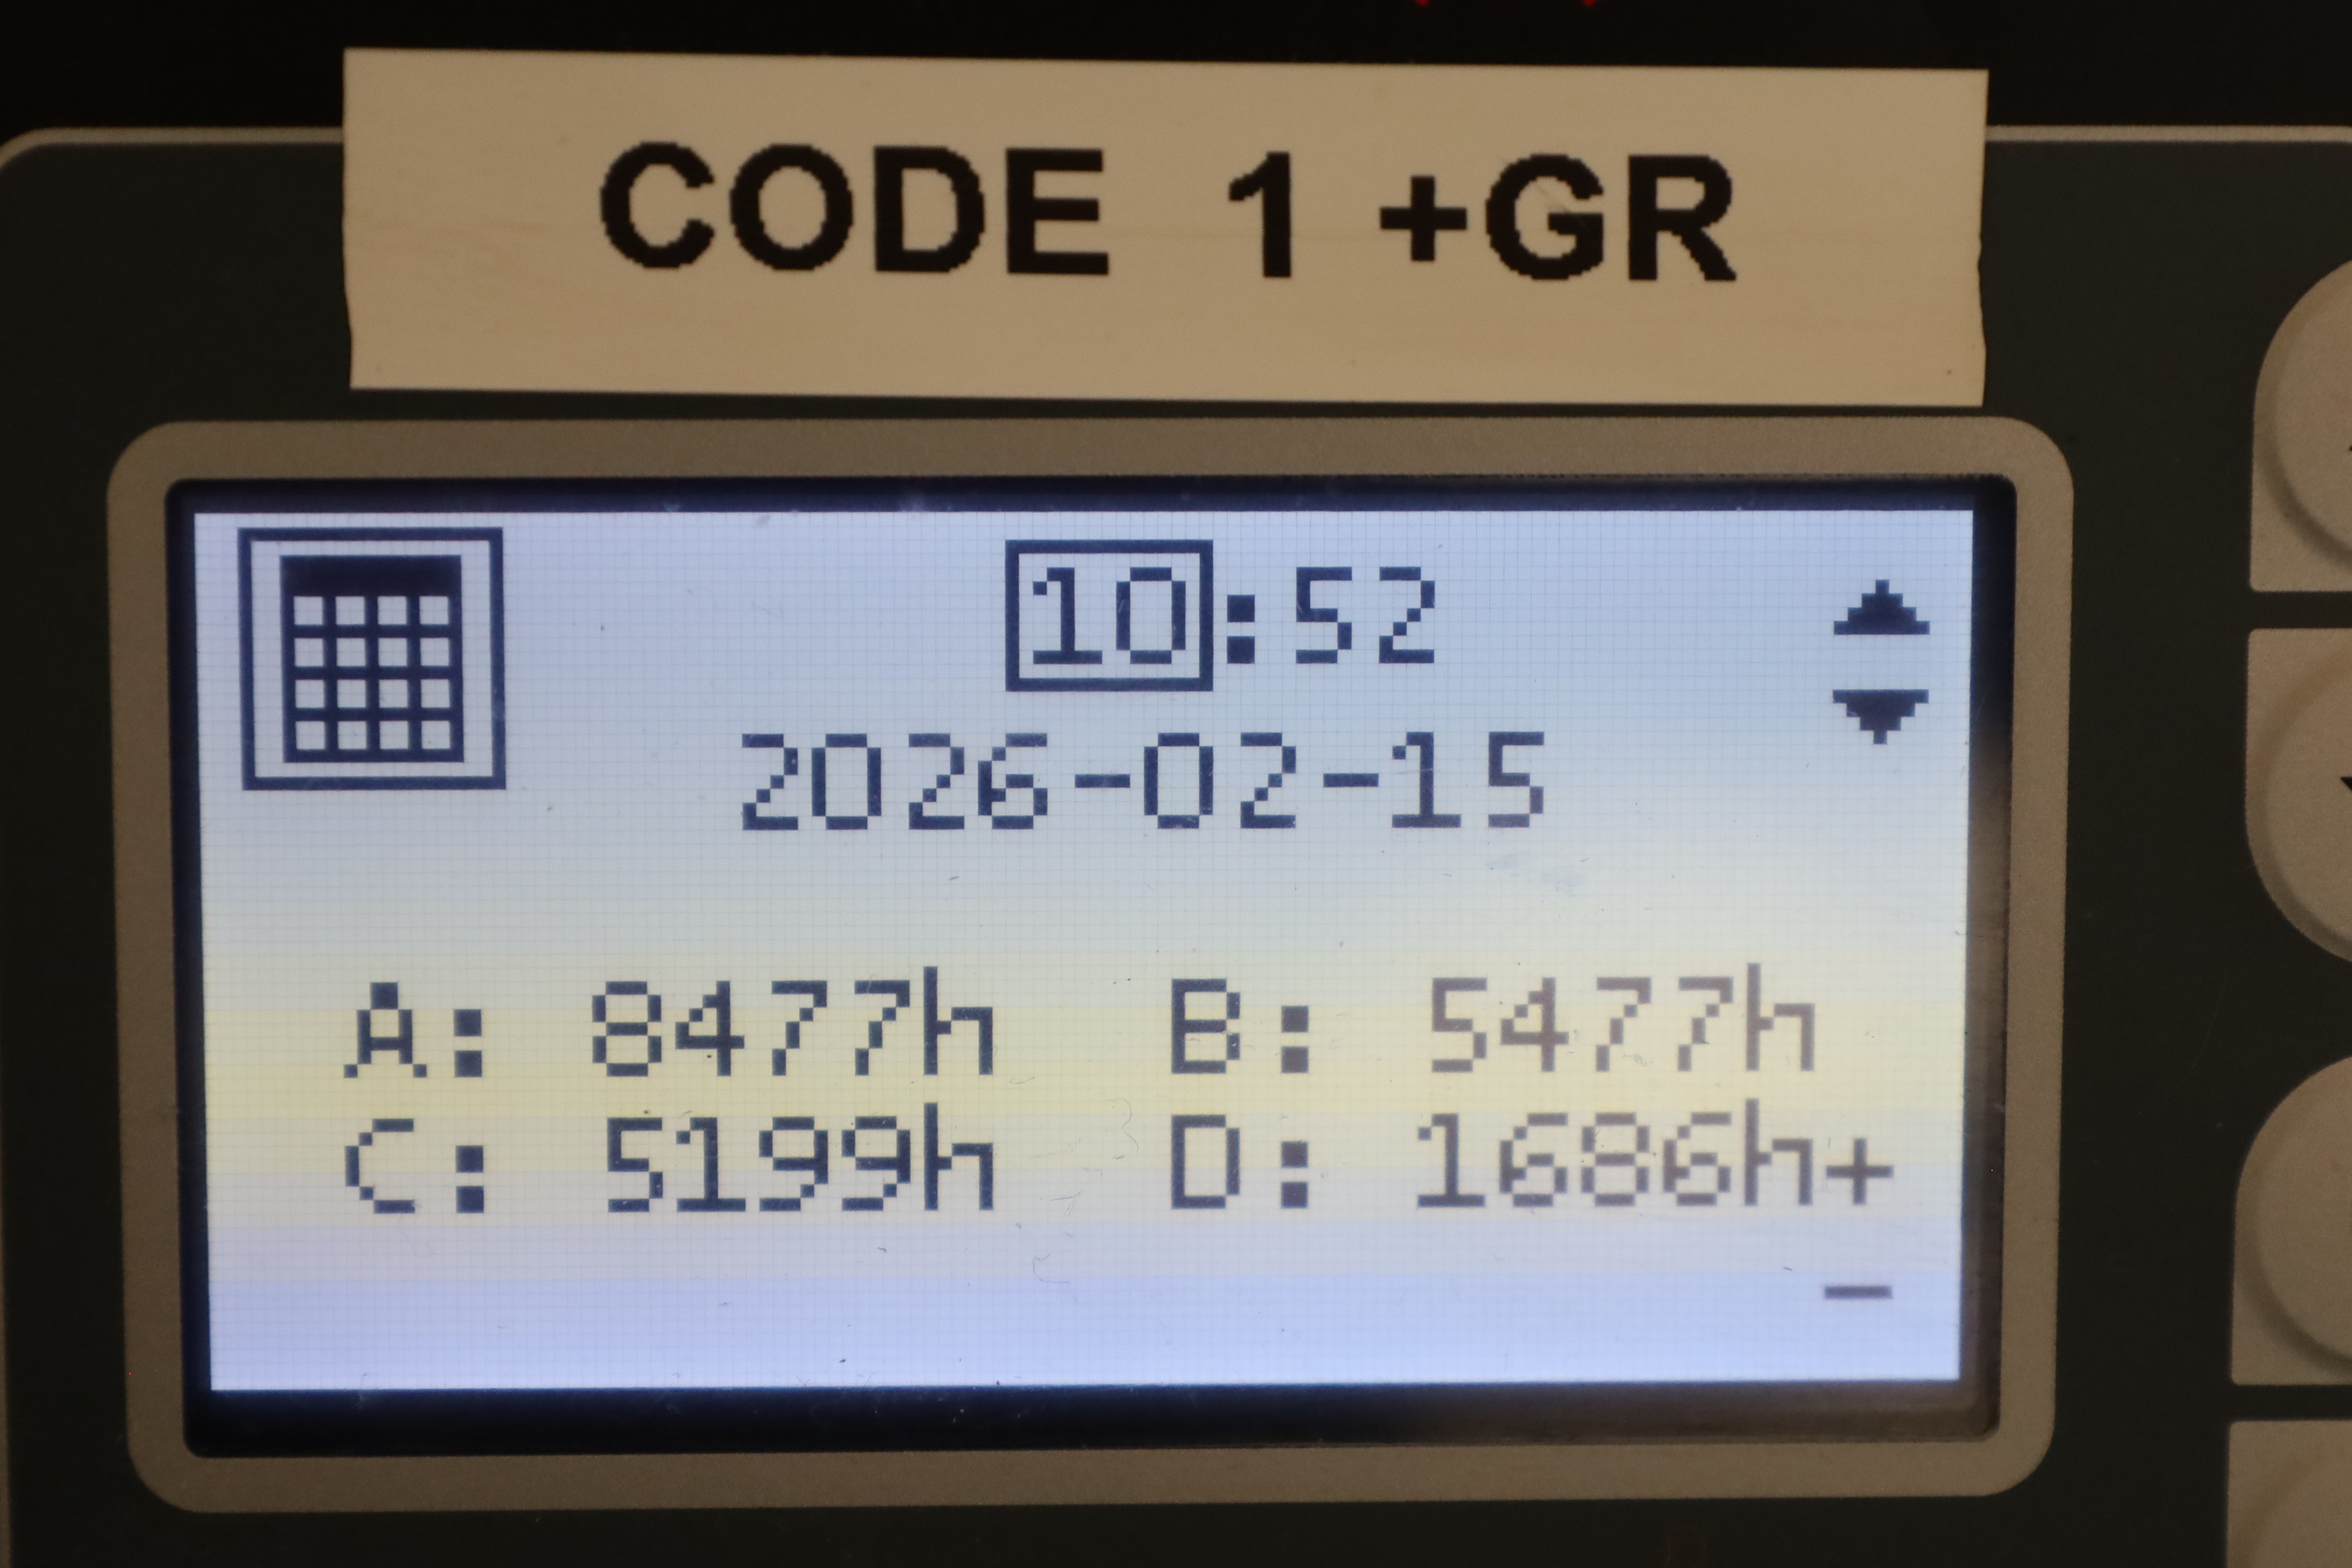 CODE 1 +GR
10:52
2026-02-15
A: 8477h B: 5477h
C: 5199h D: 1686h+
-